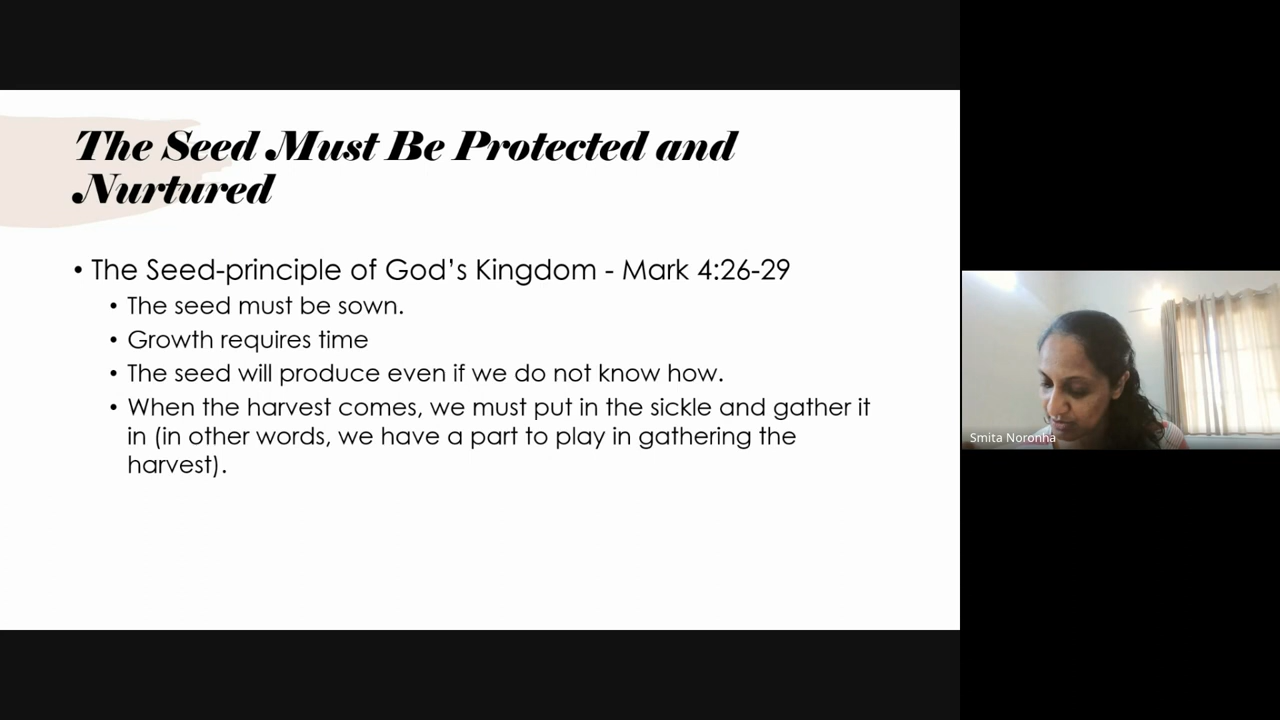 The Seed Must Be Protected and
Nurtured
• The Seed-principle of God’s Kingdom - Mark 4:26-29
• The seed must be sown.
• Growth requires time
• The seed will produce even if we do not know how.
• When the harvest comes, we must put in the sickle and gather it
in (in other words, we have a part to play in gathering the
harvest).
Smita Noronha